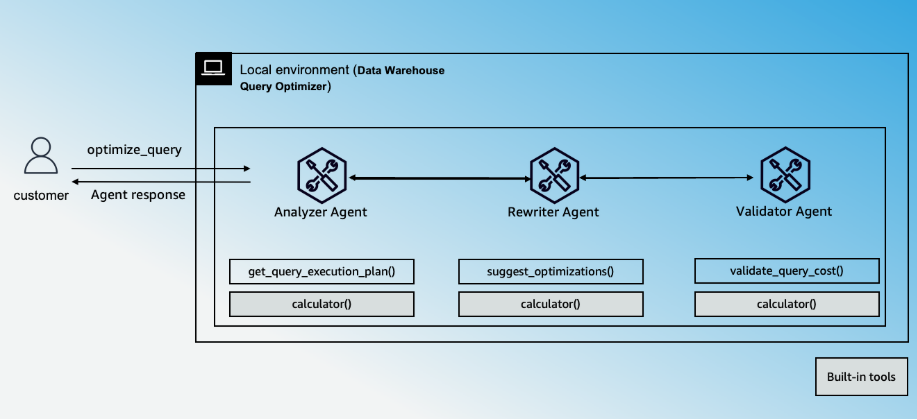 Local environment (Data Warehouse
Query Optimizer)
optimize_query
customer
Agent response
Analyzer Agent
Rewriter Agent
Validator Agent
get_query_execution_plan()
suggest_optimizations()
validate_query_cost()
calculator()
calculator()
calculator()
Built-in tools